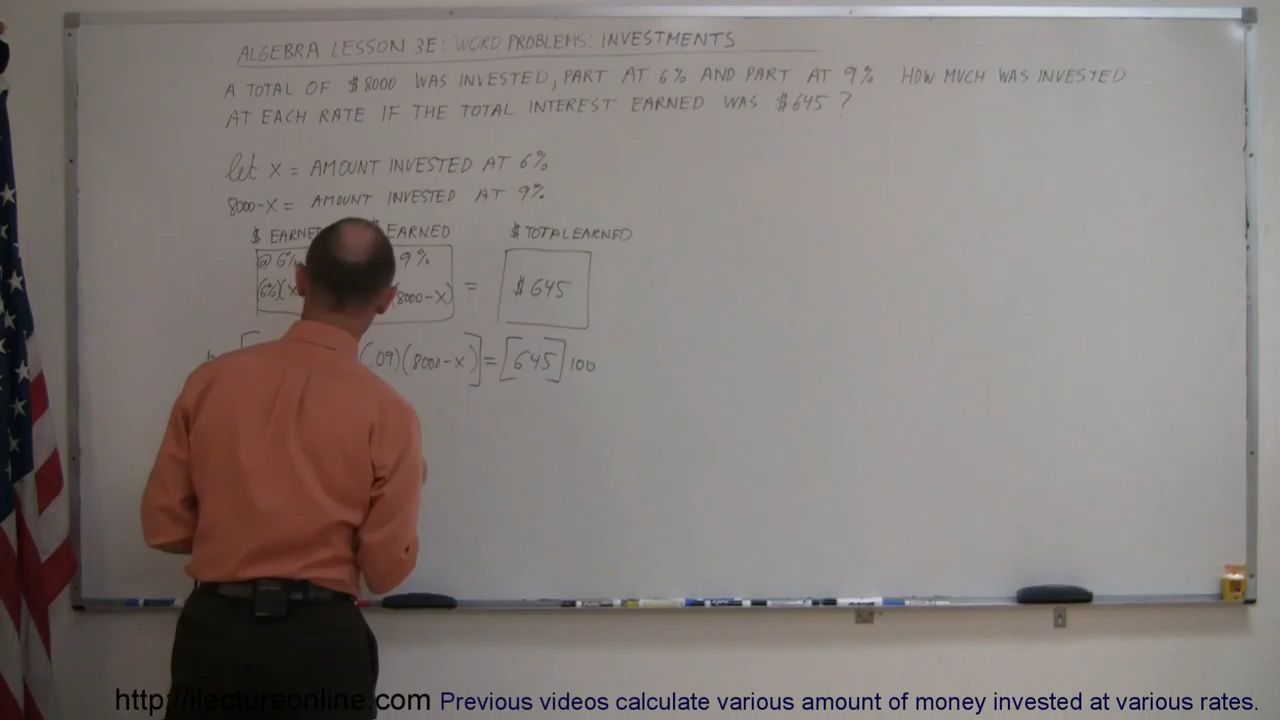 ALGEBRA LESSON 3E: WORD PROBLEMS: INVESTMENTS
A TOTAL OF $8000 WAS INVESTED, PART AT 6% AND PART AT 9% HOW MUCH WAS INVESTED
AT EACH RATE IF THE TOTAL INTEREST EARNED WAS $645?
let X = AMOUNT INVESTED AT 6%
8000-X = AMOUNT INVESTED AT 9%
$ EARNED $ EARNED $ TOTAL EARNED
@ 6% 9%
6%)(X (8000-X) = $645
[ (.09)(8000-X)] = [645] 100
http://ilectureonline.com Previous videos calculate various amount of money invested at various rates.